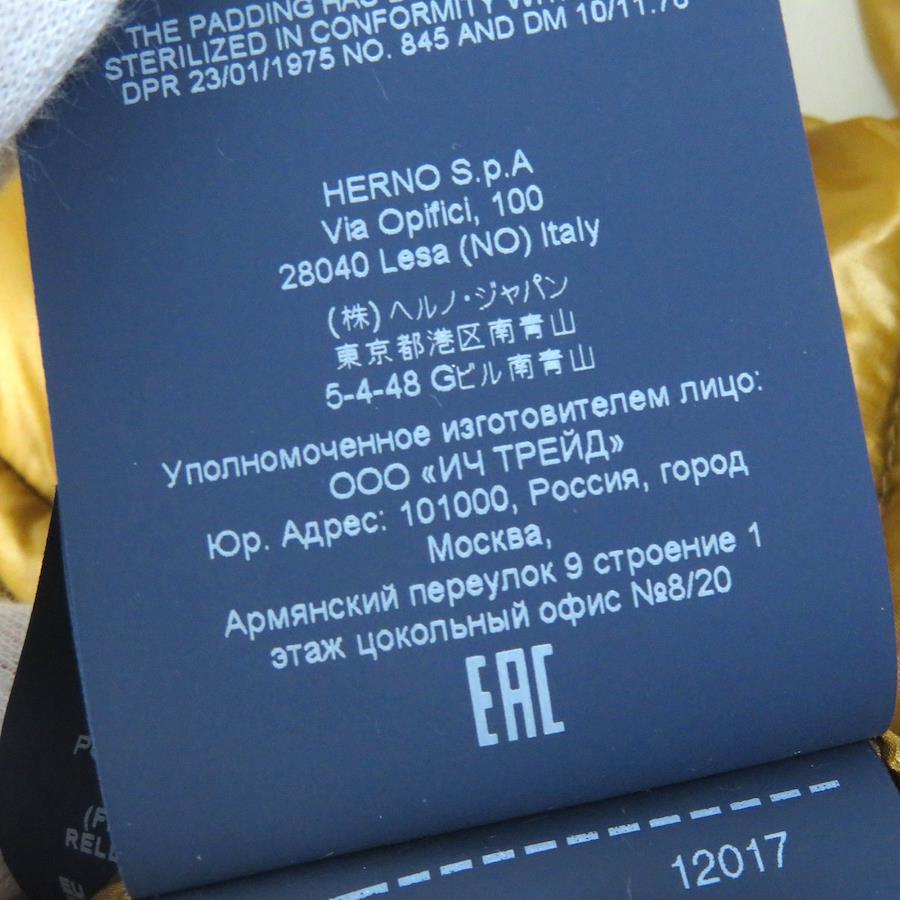 THE PADDING HAS
STERILIZED IN CONFORMITY
DPR 23/01/1975 NO. 845 AND DM 10/11.76
HERNO S.p.A
Via Opifici, 100
28040 Lesa (NO) Italy
(株)ヘルノ・ジャパン
東京都港区南青山
5-4-48 Gビル南青山
Уполномоченное изготовителем лицо:
ООО «ИЧ ТРЕЙД»
Юр. Адрес: 101000, Россия, город
Москва,
Армянский переулок 9 строение 1
этаж цокольный офис №8/20
EAC
12017